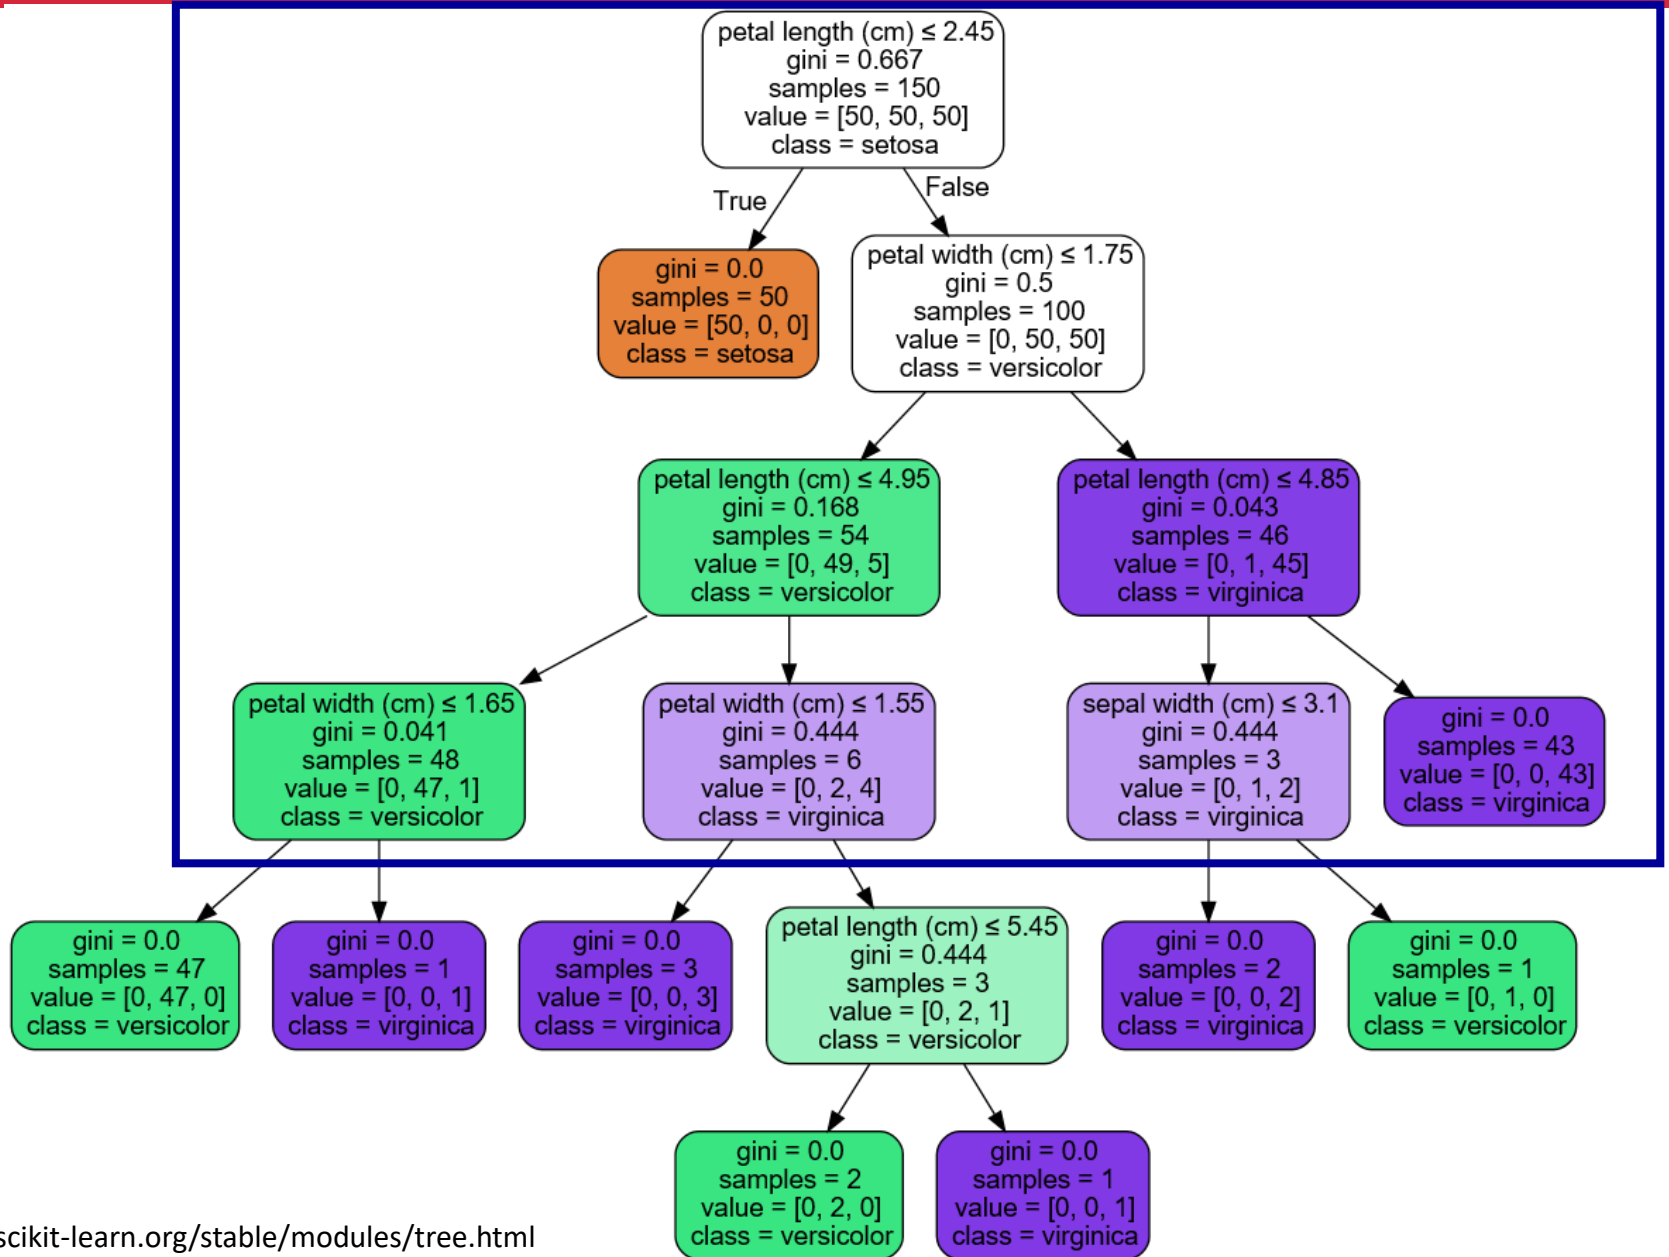 petal length (cm) ≤ 2.45
gini = 0.667
samples = 150
value = [50, 50, 50]
class = setosa
True
False
gini = 0.0
samples = 50
value = [50, 0, 0]
class = setosa
petal width (cm) ≤ 1.75
gini = 0.5
samples = 100
value = [0, 50, 50]
class = versicolor
petal length (cm) ≤ 4.95
gini = 0.168
samples = 54
value = [0, 49, 5]
class = versicolor
petal length (cm) ≤ 4.85
gini = 0.043
samples = 46
value = [0, 1, 45]
class = virginica
petal width (cm) ≤ 1.65
gini = 0.041
samples = 48
value = [0, 47, 1]
class = versicolor
petal width (cm) ≤ 1.55
gini = 0.444
samples = 6
value = [0, 2, 4]
class = virginica
sepal width (cm) ≤ 3.1
gini = 0.444
samples = 3
value = [0, 1, 2]
class = virginica
gini = 0.0
samples = 43
value = [0, 0, 43]
class = virginica
gini = 0.0
samples = 47
value = [0, 47, 0]
class = versicolor
gini = 0.0
samples = 1
value = [0, 0, 1]
class = virginica
gini = 0.0
samples = 3
value = [0, 0, 3]
class = virginica
petal length (cm) ≤ 5.45
gini = 0.444
samples = 3
value = [0, 2, 1]
class = versicolor
gini = 0.0
samples = 2
value = [0, 0, 2]
class = virginica
gini = 0.0
samples = 1
value = [0, 1, 0]
class = versicolor
gini = 0.0
samples = 2
value = [0, 2, 0]
class = versicolor
gini = 0.0
samples = 1
value = [0, 0, 1]
class = virginica
scikit-learn.org/stable/modules/tree.html